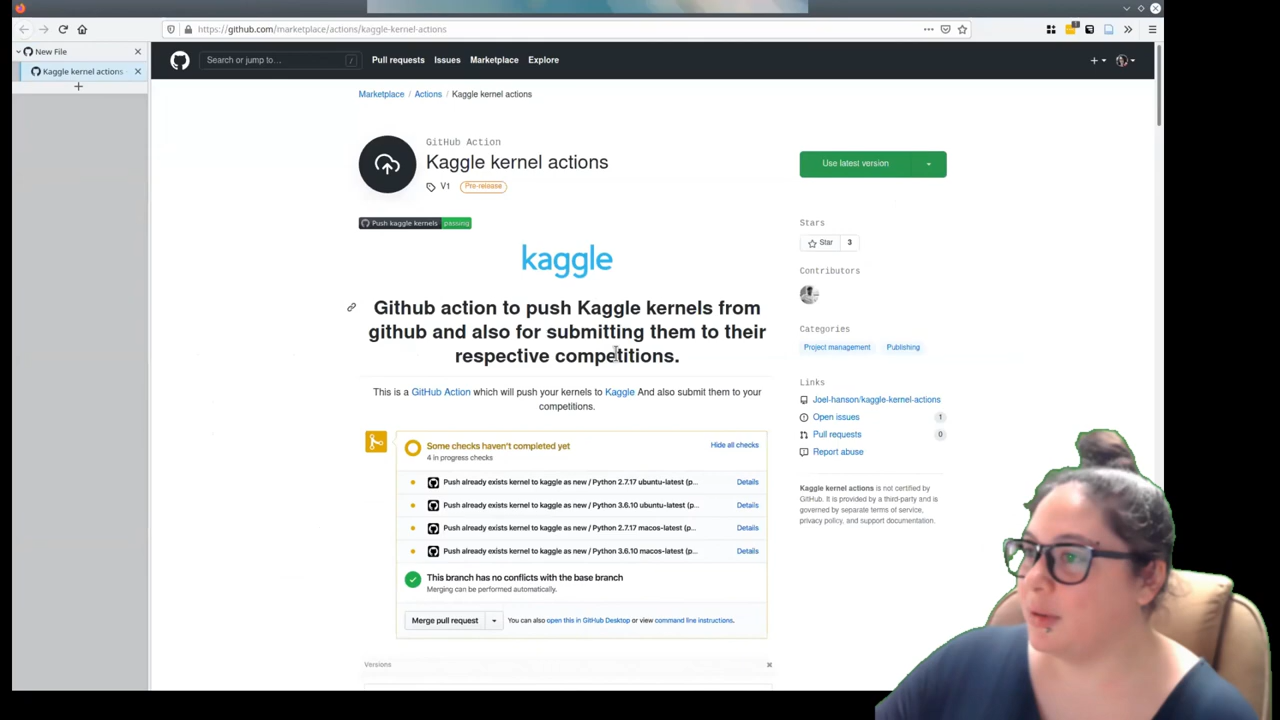 https://github.com/marketplace/actions/kaggle-kernel-actions
New File
Kaggle kernel actions
Search or jump to…
/
Pull requests
Issues
Marketplace
Explore
Marketplace / Actions / Kaggle kernel actions
GitHub Action
Kaggle kernel actions
V1
Pre-release
Use latest version
Push kaggle kernels passing
kaggle
Github action to push Kaggle kernels from
github and also for submitting them to their
respective competitions.
This is a GitHub Action which will push your kernels to Kaggle And also submit them to your
competitions.
Some checks haven't completed yet
4 in progress checks
Hide all checks
Push already exists kernel to kaggle as new / Python 2.7.17 ubuntu-latest (p... Details
Push already exists kernel to kaggle as new / Python 3.6.10 ubuntu-latest (p... Details
Push already exists kernel to kaggle as new / Python 2.7.17 macos-latest (p... Details
Push already exists kernel to kaggle as new / Python 3.6.10 macos-latest (p... Details
This branch has no conflicts with the base branch
Merging can be performed automatically.
Merge pull request
You can also open this in GitHub Desktop or view command line instructions.
Versions
Stars
Star 3
Contributors
Categories
Project management
Publishing
Links
Joel-hanson/kaggle-kernel-actions
Open issues 1
Pull requests 0
Report abuse
Kaggle kernel actions is not certified by
GitHub. It is provided by a third-party and is
governed by separate terms of service,
privacy policy, and support documentation.